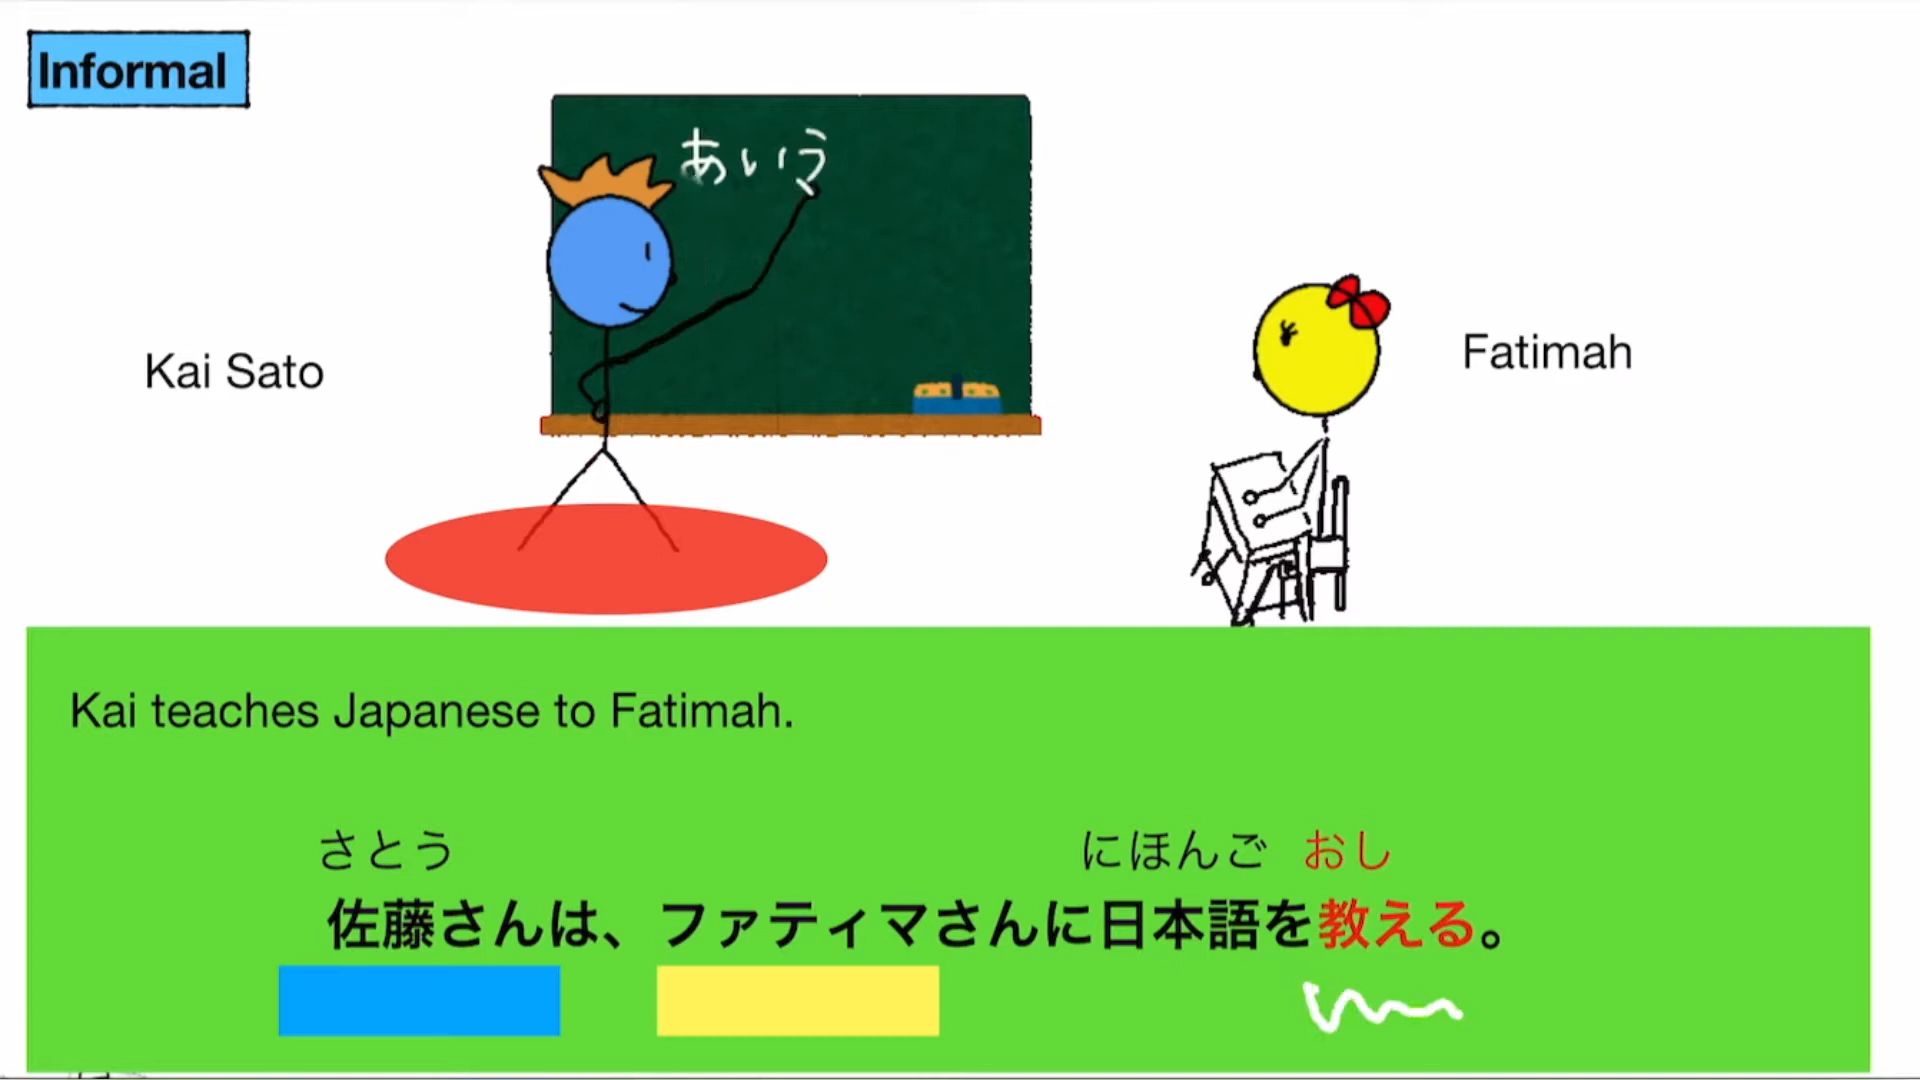 Informal
あいう
Kai Sato
Fatimah
Kai teaches Japanese to Fatimah.
さとう にほんご おし
佐藤さんは、ファティマさんに日本語を教える。